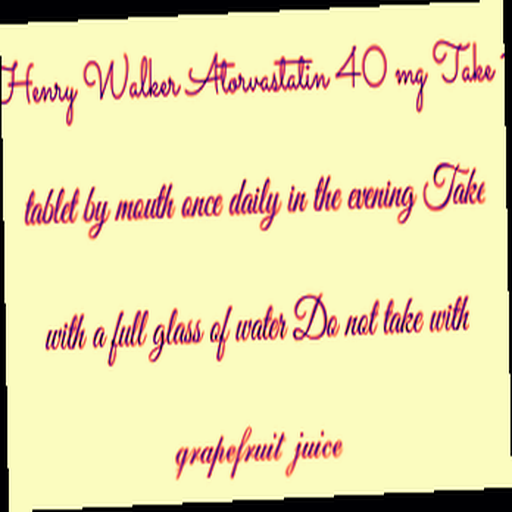 Henry Walker Atorvastatin 40 mg Take
tablet by mouth once daily in the evening Take
with a full glass of water Do not take with
grapefruit juice